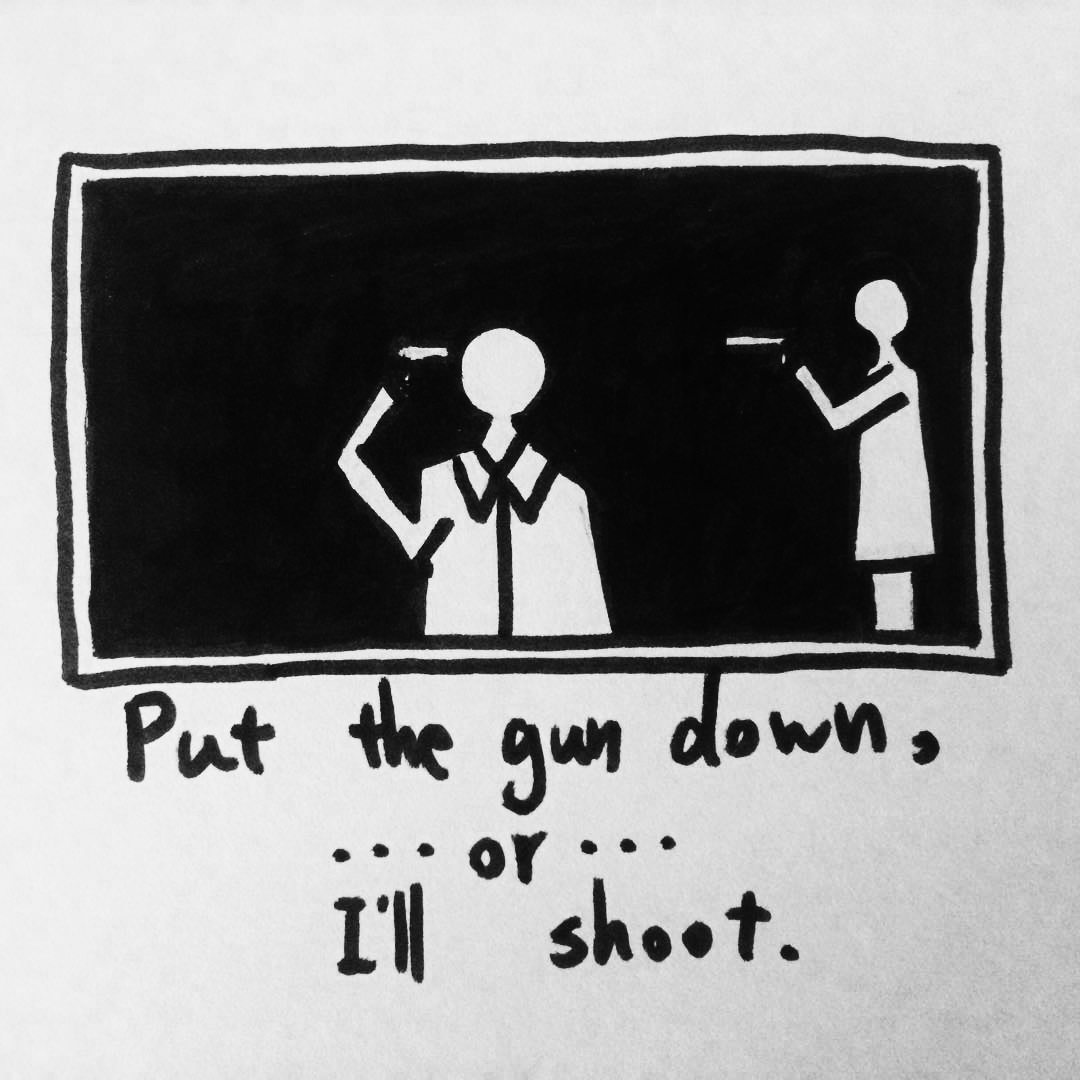 Put the gun down,
... or ...
I'll shoot.